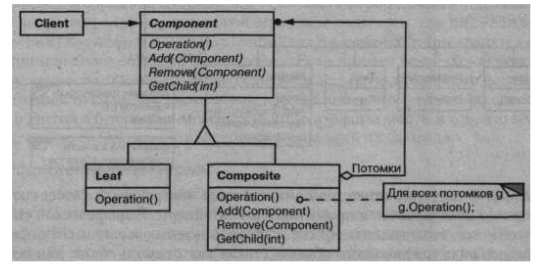 Client
Component
Operation()
Add(Component)
Remove(Component)
GetChild(int)
Leaf
Operation()
Composite
Operation()
Add(Component)
Remove(Component)
GetChild(int)
Потомки
Для всех потомков g
g.Operation();